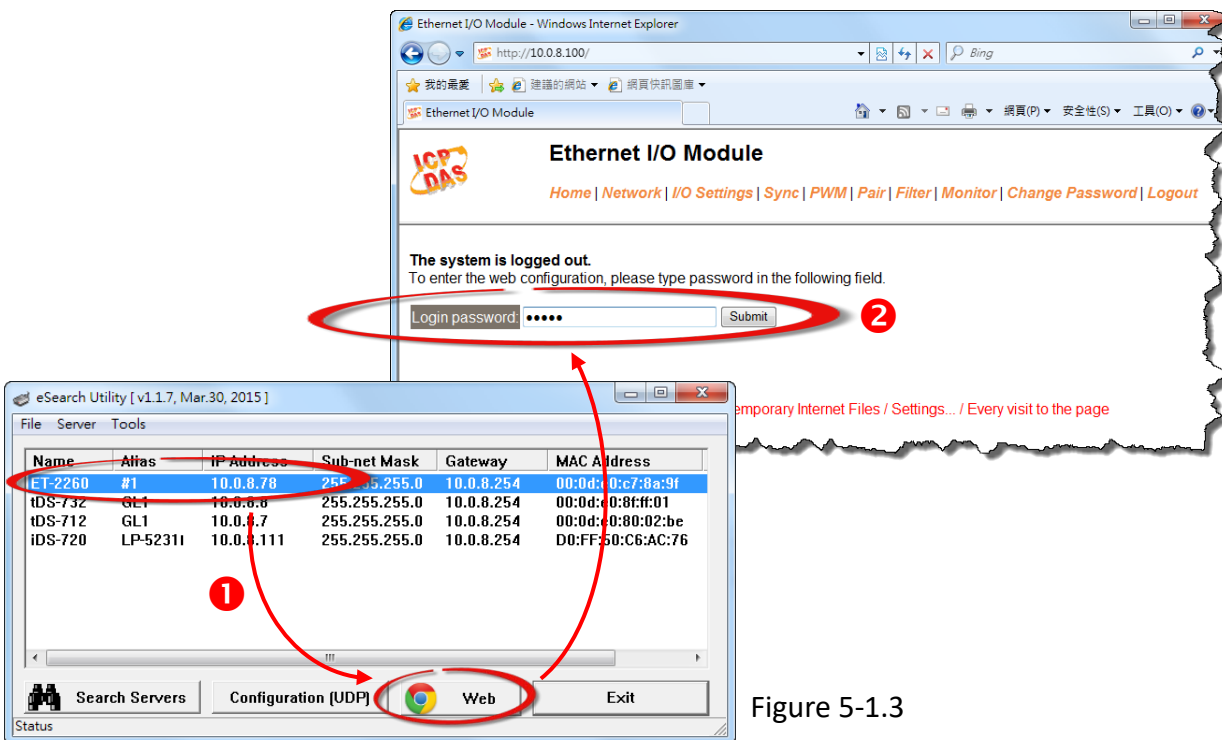 Ethernet I/O Module - Windows Internet Explorer
http://10.0.8.100/
Bing
我的最愛 建議的網站 網頁快訊圖庫
Ethernet I/O Module 網頁(P) 安全性(S) 工具(O)
ICP DAS
Ethernet I/O Module
Home | Network | I/O Settings | Sync | PWM | Pair | Filter | Monitor | Change Password | Logout
The system is logged out.
To enter the web configuration, please type password in the following field.
Login password: ••••• Submit
2
emporary Internet Files / Settings... / Every visit to the page
eSearch Utility [ v1.1.7, Mar.30, 2015 ]
File Server Tools
Name Alias IP Address Sub-net Mask Gateway MAC Address
ET-2260 #1 10.0.8.78 255.255.255.0 10.0.8.254 00:0d:e0:c7:8a:9f
tDS-732 GL1 10.0.8.8 255.255.255.0 10.0.8.254 00:0d:e0:8f:ff:01
tDS-712 GL1 10.0.8.7 255.255.255.0 10.0.8.254 00:0d:e0:80:02:be
iDS-720 10.0.8.111 255.255.255.0 10.0.8.254 D0:FF:50:C6:AC:76
1
Search Servers Configuration (UDP) Web Exit
Status
Figure 5-1.3